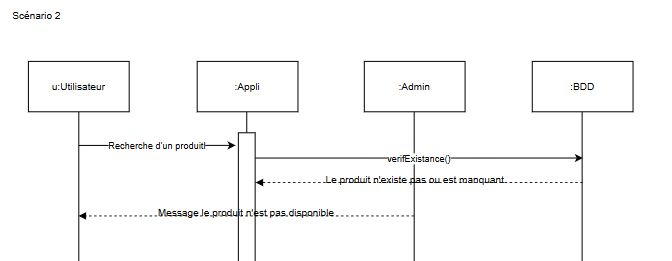 Scénario 2
u:Utilisateur
:Appli
:Admin
:BDD
Recherche d'un produitl
verifExistance()
Le produit n'existe pas ou est manquant
Message le produit n'est pas disponible